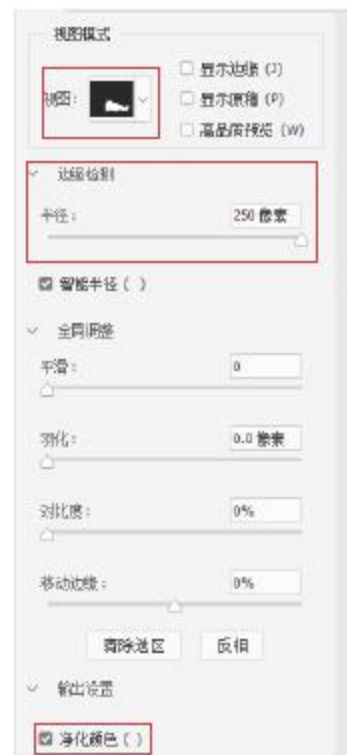 视图模式
视图：
显示边缘 (J)
显示原稿 (P)
高品质预览 (W)
边缘检测
半径：
250 像素
智能半径 ( )
全局调整
平滑：
0
羽化：
0.0 像素
对比度：
0%
移动边缘：
0%
清除选区 反相
输出设置
净化颜色 ( )